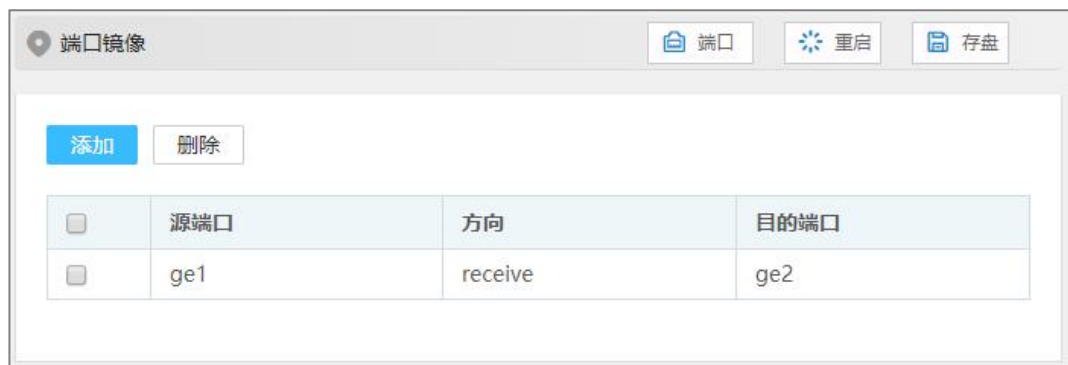 端口镜像 端口 重启 存盘
添加 删除
源端口 方向 目的端口
ge1 receive ge2